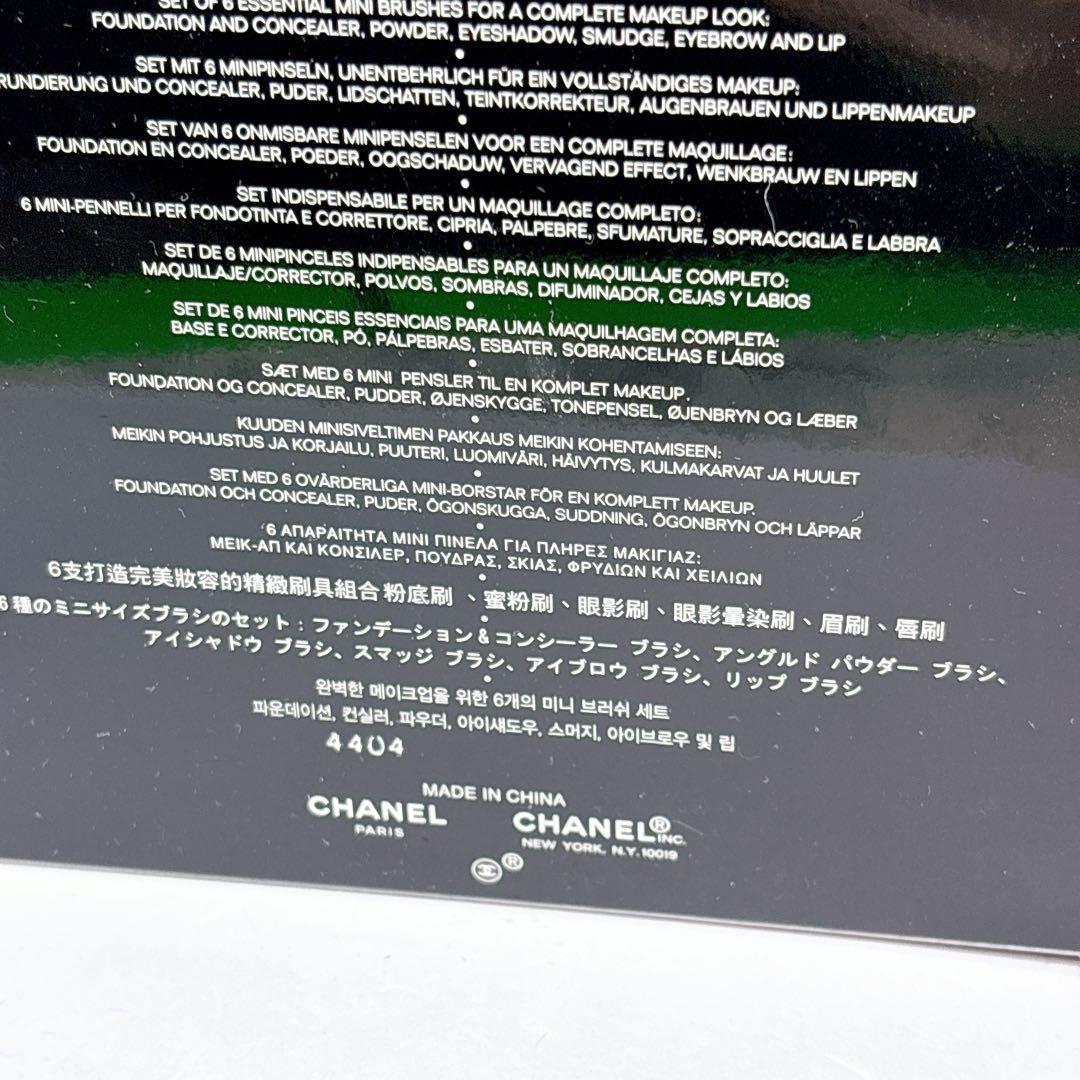 SET OF 6 ESSENTIAL MINI BRUSHES FOR A COMPLETE MAKEUP LOOK:
FOUNDATION AND CONCEALER, POWDER, EYESHADOW, SMUDGE, EYEBROW AND LIP
•
SET MIT 6 MINIPINSELN, UNENTBEHRLICH FÜR EIN VOLLSTÄNDIGES MAKEUP:
RUNDIERUNG UND CONCEALER, PUDER, LIDSCHATTEN, TEINTKORREKTEUR, AUGENBRAUEN UND LIPPENMAKEUP
•
SET VAN 6 ONMISBARE MINIPENSELEN VOOR EEN COMPLETE MAQUILLAGE:
FOUNDATION EN CONCEALER, POEDER, OOGSCHADUW, VERVAGEND EFFECT, WENKBRAUW EN LIPPEN
•
SET INDISPENSABILE PER UN MAQUILLAGE COMPLETO:
6 MINI-PENNELLI PER FONDOTINTA E CORRETTORE, CIPRIA, PALPEBRE, SFUMATURE, SOPRACCIGLIA E LABBRA
•
SET DE 6 MINIPINCELES INDIPENSABLES PARA UN MAQUILLAJE COMPLETO:
MAQUILLAJE/CORRECTOR, POLVOS, SOMBRAS, DIFUMINADOR, CEJAS Y LABIOS
•
SET DE 6 MINI PINCEIS ESSENCIAIS PARA UMA MAQUILHAGEM COMPLETA:
BASE E CORRECTOR, PÓ, PÁLPEBRAS, ESBATER, SOBRANCELHAS E LÁBIOS
•
SÆT MED 6 MINI PENSLER TIL EN KOMPLET MAKEUP.
FOUNDATION OG CONCEALER, PUDDER, ØJENSKYGGE, TONEPENSEL, ØJENBRYN OG LÆBER
•
KUUDEN MINISIVELTIMEN PAKKAUS MEIKIN KOHENTAMISEEN:
MEIKIN POHJUSTUS JA KORJAILU, PUUTERI, LUOMIVÄRI, HÄIVYTYS, KULMAKARVAT JA HUULET
•
SET MED 6 OVÄRDERLIGA MINI-BORSTAR FÖR EN KOMPLETT MAKEUP.
FOUNDATION OCH CONCEALER, PUDER, ÖGONSKUGGA, SUDDNING, ÖGONBRYN OCH LÄPPAR
•
6 ΑΠΑΡΑΙΤΗΤΑ ΜΙΝΙ ΠΙΝΕΛΑ ΓΙΑ ΠΛΗΡΕΣ ΜΑΚΙΓΙΑΖ:
ΜΕΙΚ-ΑΠ ΚΑΙ ΚΟΝΣΙΛΕΡ, ΠΟΥΔΡΑΣ, ΣΚΙΑΣ, ΦΡΥΔΙΩΝ ΚΑΙ ΧΕΙΛΙΩΝ
•
6支打造完美妝容的精緻刷具組合 粉底刷、蜜粉刷、眼影刷、眼影暈染刷、眉刷、唇刷
•
6種のミニサイズブラシのセット：ファンデーション＆コンシーラー ブラシ、アングルド パウダー ブラシ、
アイシャドウ ブラシ、スマッジ ブラシ、アイブロウ ブラシ、リップ ブラシ
•
완벽한 메이크업을 위한 6개의 미니 브러쉬 세트
파운데이션, 컨실러, 파우더, 아이섀도우, 스머지, 아이브로우 및 립
4404
MADE IN CHINA
CHANEL
PARIS
CHANEL® INC.
NEW YORK, N.Y. 10019
®